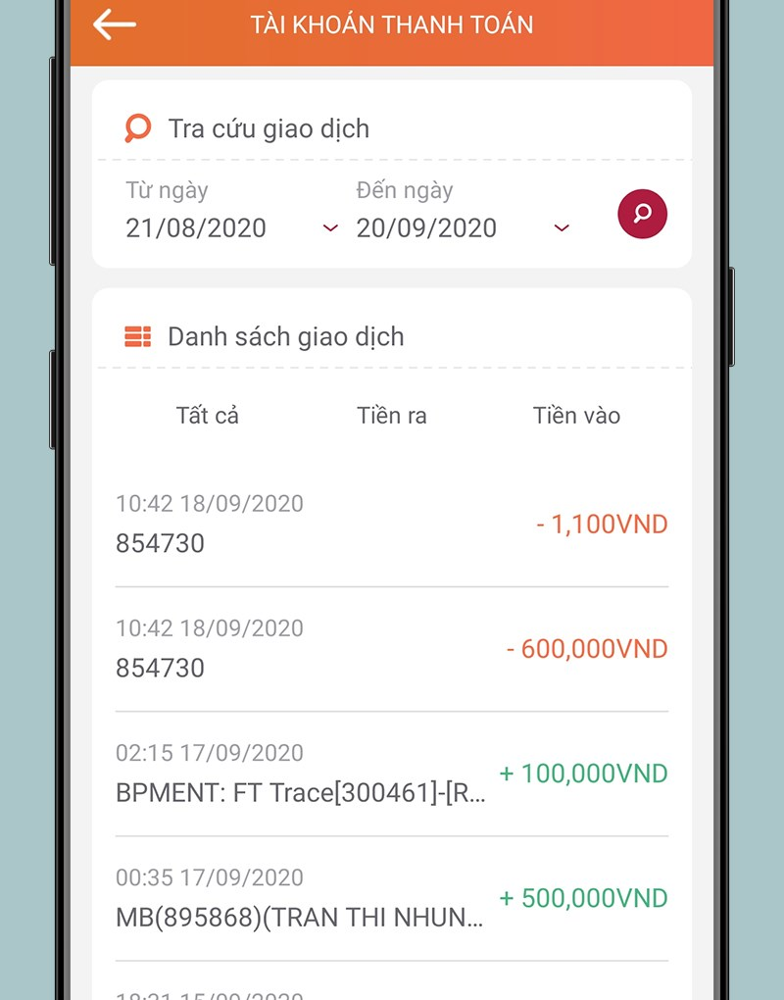 TÀI KHOẢN THANH TOÁN
Tra cứu giao dịch
Từ ngày
Đến ngày
21/08/2020
20/09/2020
Danh sách giao dịch
Tất cả
Tiền ra
Tiền vào
10:42 18/09/2020
854730
- 1,100VND
10:42 18/09/2020
854730
- 600,000VND
02:15 17/09/2020
BPMENT: FT Trace[300461]-[R...
+ 100,000VND
00:35 17/09/2020
MB(895868)(TRAN THI NHUN...
+ 500,000VND